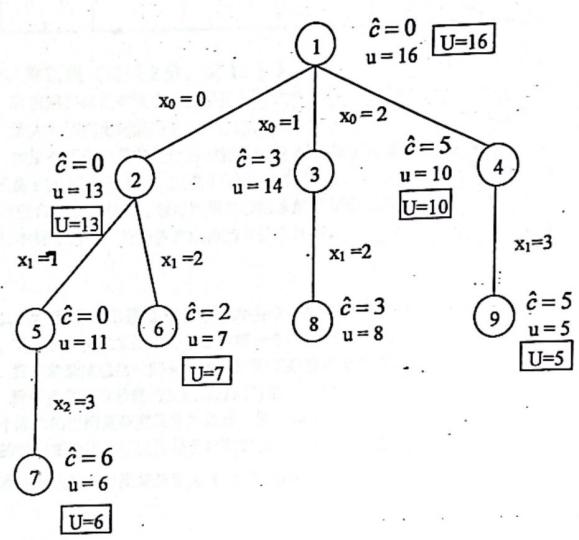 1 ĉ=0 U=16
u=16
x₀=0 x₀=1 x₀=2
ĉ=0 2 ĉ=3 3 ĉ=5 4
u=13 u=14 u=10
U=13 U=10
x₁=1 x₁=2 x₁=2 x₁=3
5 ĉ=0 6 ĉ=2 8 ĉ=3 9 ĉ=5
u=11 u=7 u=8 u=5
U=7 U=5
x₂=3
7 ĉ=6
u=6
U=6